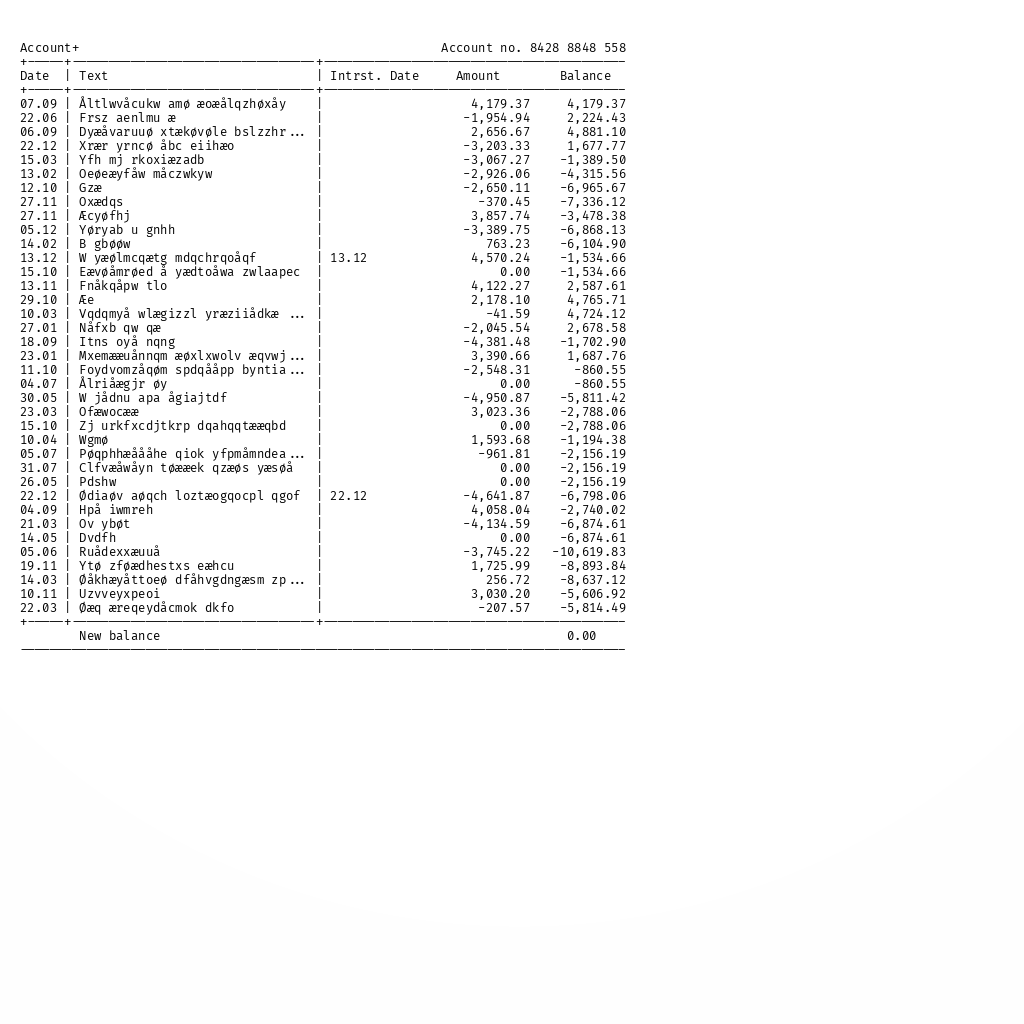 Account+ Account no. 8428 8848 558
+-----+---------------------------------+-----------------------------------------
Date | Text | Intrst. Date Amount Balance
+-----+---------------------------------+-----------------------------------------
07.09 | Åltlwvåcukw amø æoæålqzhøxåy | 4,179.37 4,179.37
22.06 | Frsz aenlmu æ | -1,954.94 2,224.43
06.09 | Dyæåvaruuø xtækøvøle bslzzhr... | 2,656.67 4,881.10
22.12 | Xrær yrncø åbc eiihæo | -3,203.33 1,677.77
15.03 | Yfh mj rkoxiæzadb | -3,067.27 -1,389.50
13.02 | Oeøeæyfåw måczwkyw | -2,926.06 -4,315.56
12.10 | Gzæ | -2,650.11 -6,965.67
27.11 | Oxædqs | -370.45 -7,336.12
27.11 | Æcyøfhj | 3,857.74 -3,478.38
05.12 | Yøryab u gnhh | -3,389.75 -6,868.13
14.02 | B gbøøw | 763.23 -6,104.90
13.12 | W yæølmcqætg mdqchrqoåqf | 13.12 4,570.24 -1,534.66
15.10 | Eævøåmrøed å yædtoåwa zwlaapec | 0.00 -1,534.66
13.11 | Fnåkqåpw tlo | 4,122.27 2,587.61
29.10 | Æe | 2,178.10 4,765.71
10.03 | Vqdqmyå wlægizzl yræziiådkæ ... | -41.59 4,724.12
27.01 | Nåfxb qw qæ | -2,045.54 2,678.58
18.09 | Itns oyå nqng | -4,381.48 -1,702.90
23.01 | Mxemææuånnqm æøxlxwolv æqvwj... | 3,390.66 1,687.76
11.10 | Foydvomzåqøm spdqååpp byntia... | -2,548.31 -860.55
04.07 | Ålriåægjr øy | 0.00 -860.55
30.05 | W jådnu apa ågiajtdf | -4,950.87 -5,811.42
23.03 | Ofæwocææ | 3,023.36 -2,788.06
15.10 | Zj urkfxcdjtkrp dqahqqtææqbd | 0.00 -2,788.06
10.04 | Wgmø | 1,593.68 -1,194.38
05.07 | Pøqphhæåååhe qiok yfpmåmndea... | -961.81 -2,156.19
31.07 | Clfvæåwåyn tøææek qzæøs yæsøå | 0.00 -2,156.19
26.05 | Pdshw | 0.00 -2,156.19
22.12 | Ødiaøv aøqch loztæogqocpl qgof | 22.12 -4,641.87 -6,798.06
04.09 | Hpå iwmreh | 4,058.04 -2,740.02
21.03 | Ov ybøt | -4,134.59 -6,874.61
14.05 | Dvdfh | 0.00 -6,874.61
05.06 | Ruådexxæuuå | -3,745.22 -10,619.83
19.11 | Ytø zføædhestxs eæhcu | 1,725.99 -8,893.84
14.03 | Øåkhæyåttoeø dfåhvgdngæsm zp... | 256.72 -8,637.12
10.11 | Uzvveyxpeoi | 3,030.20 -5,606.92
22.03 | Øæq æreqeydåcmok dkfo | -207.57 -5,814.49
+-----+---------------------------------+-----------------------------------------
New balance 0.00
----------------------------------------------------------------------------------